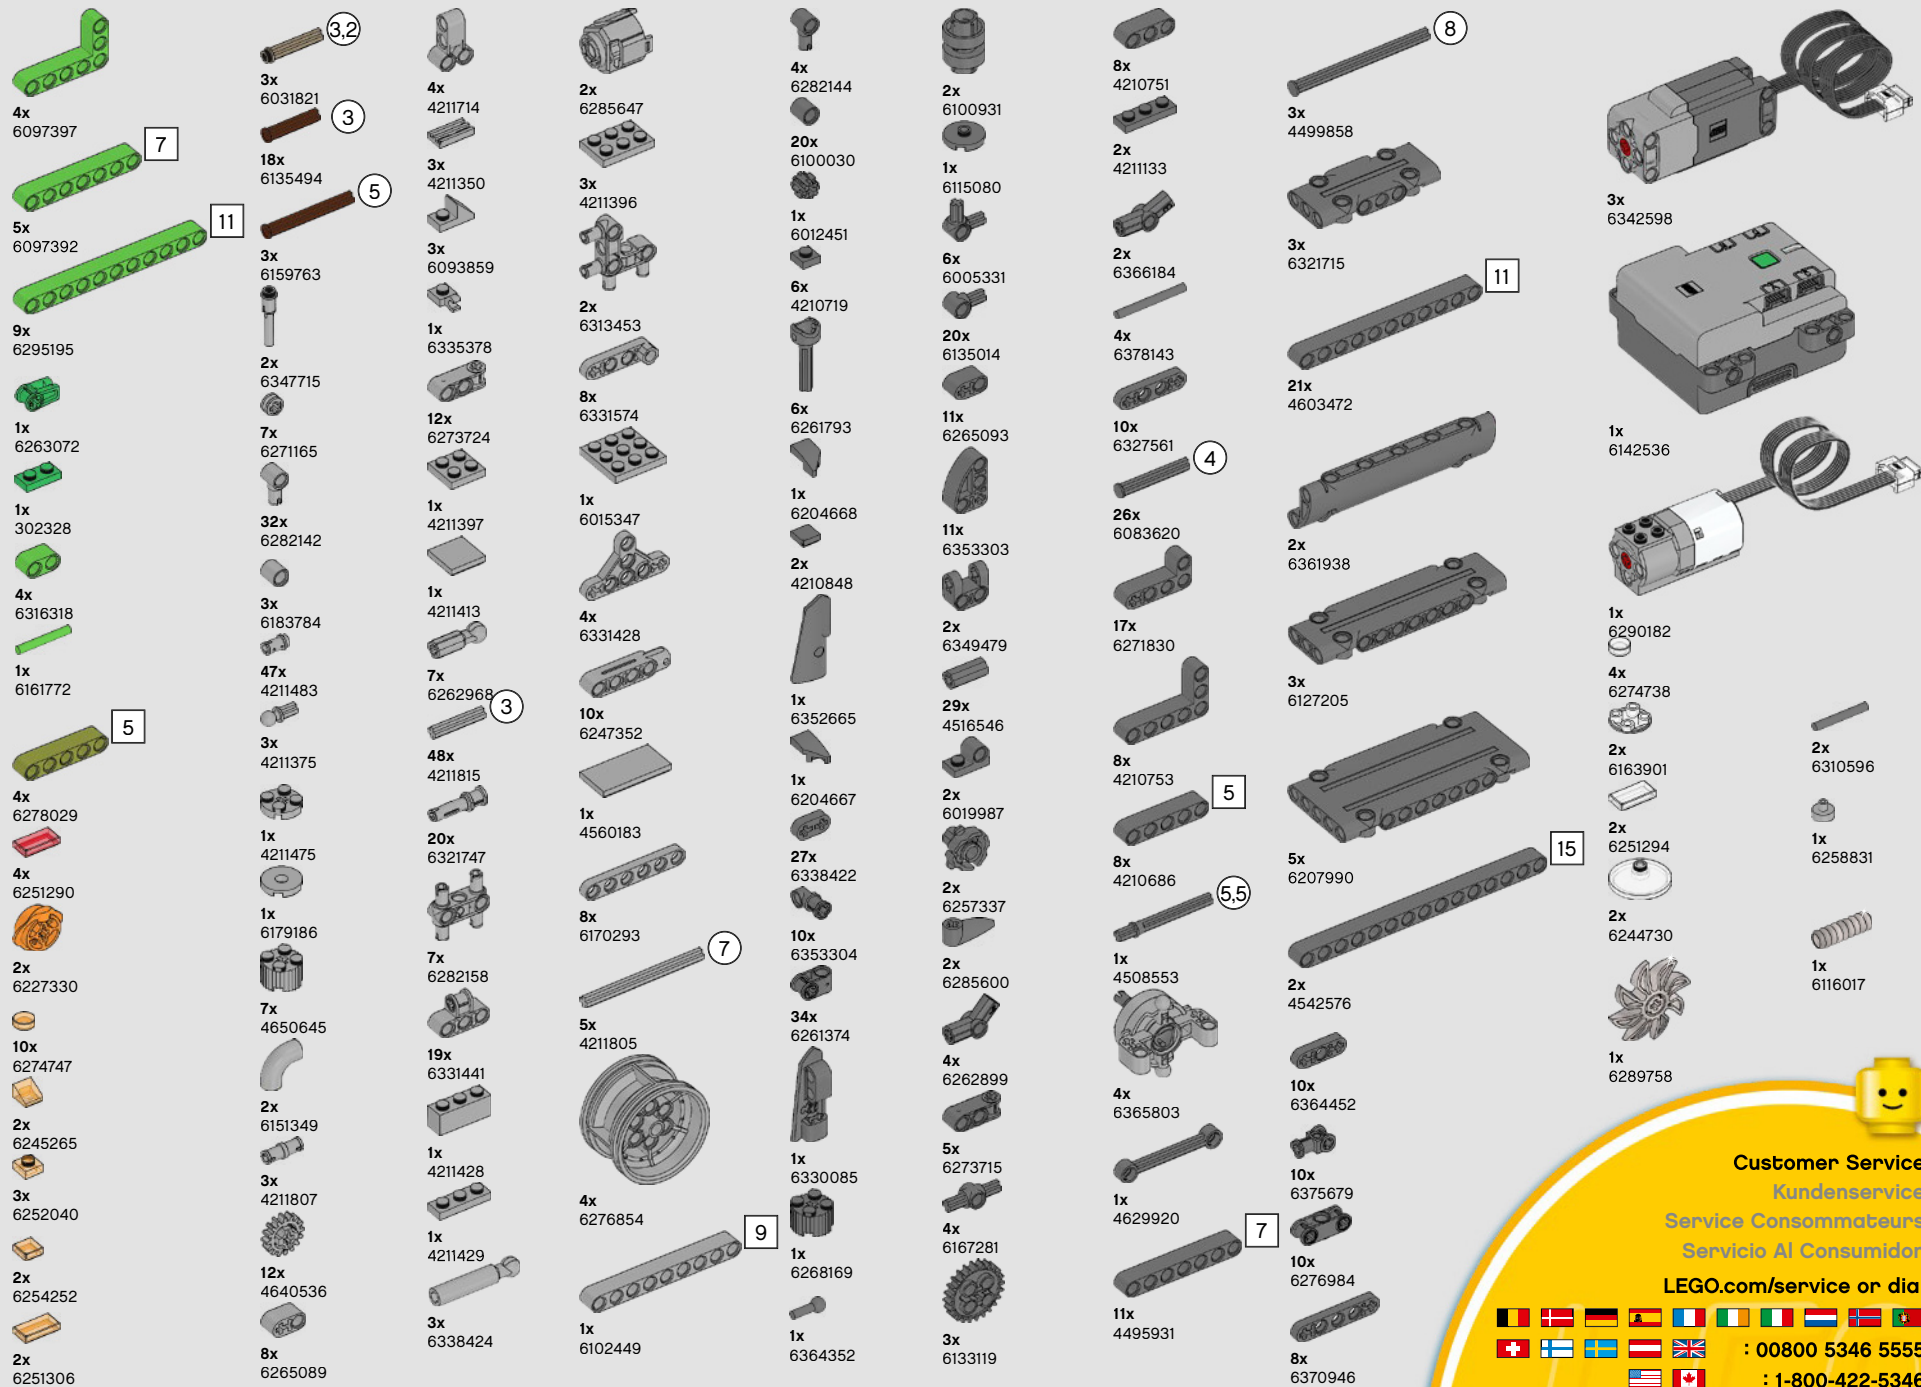 4x
6097397
7
5x
6097392
11
9x
6295195
1x
6263072
1x
302328
4x
6316318
1x
6161772
5
4x
6278029
4x
6251290
2x
6227330
10x
6274747
2x
6245265
3x
6252040
2x
6254252
2x
6251306
3,2
3x
6031821
3
18x
6135494
5
3x
6159763
2x
6347715
7x
6271165
32x
6282142
3x
6183784
47x
4211483
3x
4211375
1x
4211475
1x
6179186
7x
4650645
2x
6151349
3x
4211807
12x
4640536
8x
6265089
4x
4211714
3x
4211350
3x
6093859
1x
6335378
12x
6273724
1x
4211397
1x
4211413
7x
6262968
3
48x
4211815
20x
6321747
7x
6282158
19x
6331441
1x
4211428
1x
4211429
3x
6338424
2x
6285647
3x
4211396
2x
6313453
8x
6331574
1x
6015347
4x
6331428
10x
6247352
1x
4560183
8x
6170293
7
5x
4211805
4x
6276854
9
1x
6102449
4x
6282144
20x
6100030
1x
6012451
6x
4210719
6x
6261793
1x
6204668
2x
4210848
1x
6352665
1x
6204667
27x
6338422
10x
6353304
34x
6261374
1x
6330085
1x
6268169
1x
6364352
2x
6100931
1x
6115080
6x
6005331
20x
6135014
11x
6265093
11x
6353303
2x
6349479
29x
4516546
2x
6019987
2x
6257337
2x
6285600
4x
6262899
5x
6273715
4x
6167281
3x
6133119
8x
4210751
2x
4211133
2x
6366184
4x
6378143
10x
6327561
4
26x
6083620
17x
6271830
8x
4210753
5
8x
4210686
5,5
1x
4508553
4x
6365803
1x
4629920
7
11x
4495931
8
3x
4499858
3x
6321715
11
21x
4603472
2x
6361938
3x
6127205
5x
6207990
15
2x
4542576
10x
6364452
10x
6375679
10x
6276984
8x
6370946
3x
6342598
1x
6142536
1x
6290182
4x
6274738
2x
6163901
2x
6251294
2x
6244730
1x
6289758
2x
6310596
1x
6258831
1x
6116017
Customer Service
Kundenservice
Service Consommateurs
Servicio Al Consumidor
LEGO.com/service or dia
: 00800 5346 5555
: 1-800-422-5346